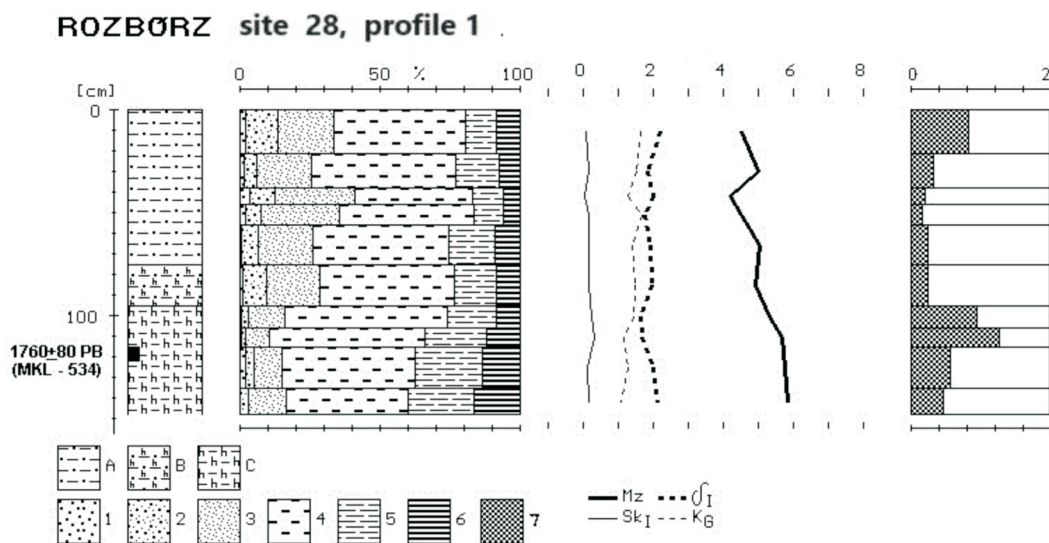 ROZBØRZ site 28, profile 1
0 50 % 100 0 2 4 6 8 0 2
[cm]
0
100
1760±80 PB
(MKL - 534)
A B C
1 2 3 4 5 6 7
Mz δI
SkI KG